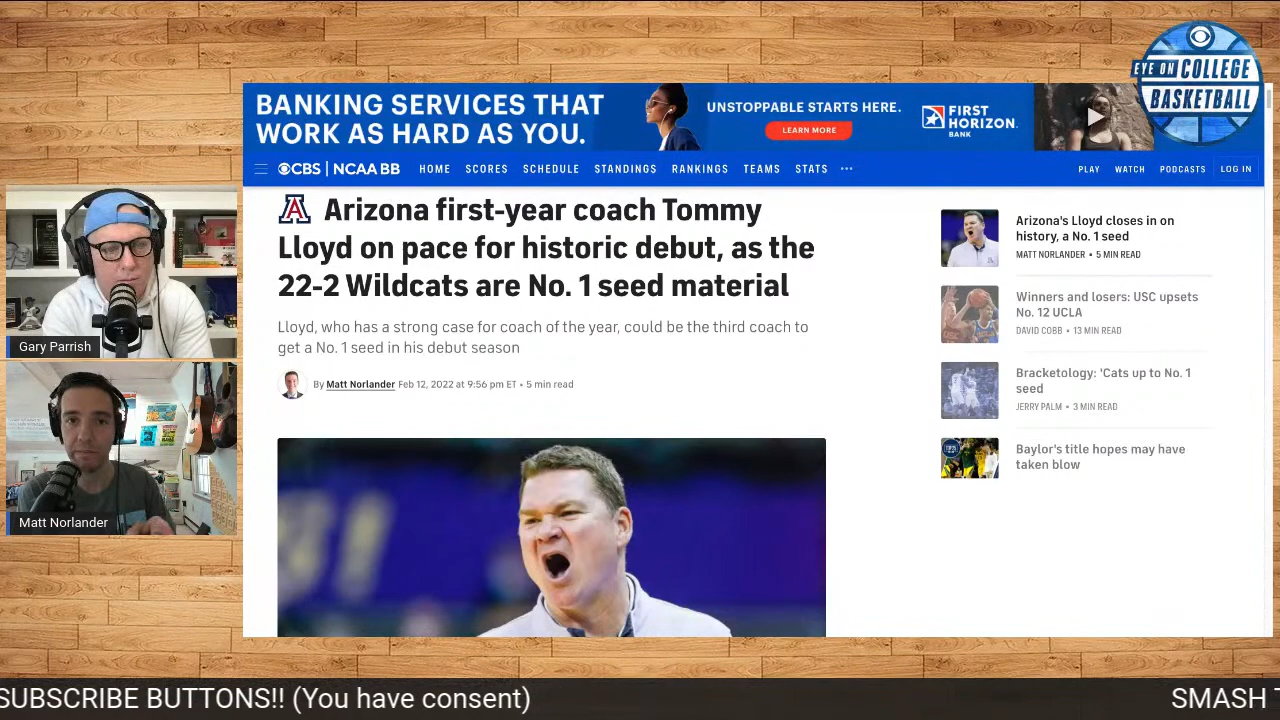 EYE ON COLLEGE
BASKETBALL
BANKING SERVICES THAT
WORK AS HARD AS YOU.
UNSTOPPABLE STARTS HERE.
LEARN MORE
FIRST
HORIZON.
BANK
CBS | NCAA BB HOME SCORES SCHEDULE STANDINGS RANKINGS TEAMS STATS ••• PLAY WATCH PODCASTS LOG IN
A Arizona first-year coach Tommy
Lloyd on pace for historic debut, as the
22-2 Wildcats are No. 1 seed material
Lloyd, who has a strong case for coach of the year, could be the third coach to
get a No. 1 seed in his debut season
By Matt Norlander Feb 12, 2022 at 9:56 pm ET • 5 min read
Arizona's Lloyd closes in on
history, a No. 1 seed
MATT NORLANDER • 5 MIN READ
Winners and losers: USC upsets
No. 12 UCLA
DAVID COBB • 13 MIN READ
Bracketology: 'Cats up to No. 1
seed
JERRY PALM • 3 MIN READ
Baylor's title hopes may have
taken blow
Gary Parrish
Matt Norlander
SUBSCRIBE BUTTONS!! (You have consent) SMASH T